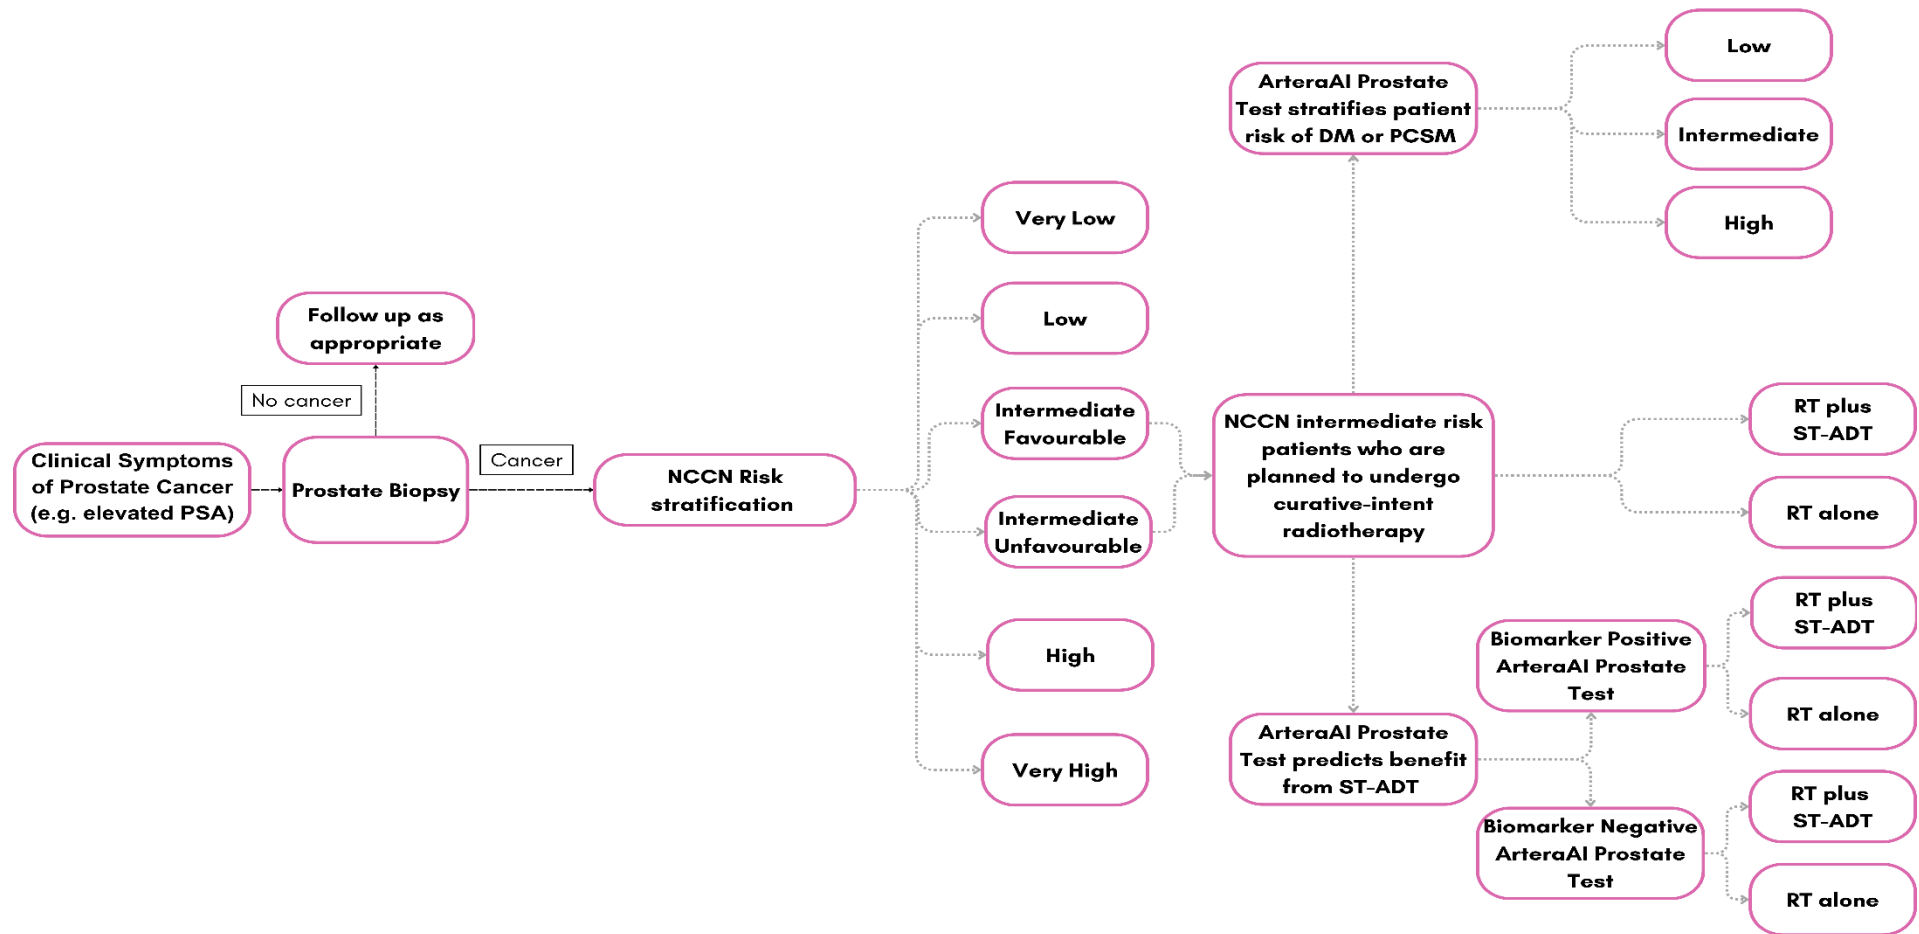 Clinical Symptoms
of Prostate Cancer
(e.g. elevated PSA)
Prostate Biopsy
No cancer
Follow up as
appropriate
Cancer
NCCN Risk
stratification
Very Low
Low
Intermediate
Favourable
Intermediate
Unfavourable
High
Very High
NCCN intermediate risk
patients who are
planned to undergo
curative-intent
radiotherapy
ArteraAI Prostate
Test stratifies patient
risk of DM or PCSM
Low
Intermediate
High
RT plus
ST-ADT
RT alone
ArteraAI Prostate
Test predicts benefit
from ST-ADT
Biomarker Positive
ArteraAI Prostate
Test
RT plus
ST-ADT
RT alone
Biomarker Negative
ArteraAI Prostate
Test
RT plus
ST-ADT
RT alone